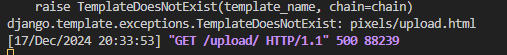 raise TemplateDoesNotExist(template_name, chain=chain)
django.template.exceptions.TemplateDoesNotExist: pixels/upload.html
[17/Dec/2024 20:33:53] "GET /upload/ HTTP/1.1" 500 88239